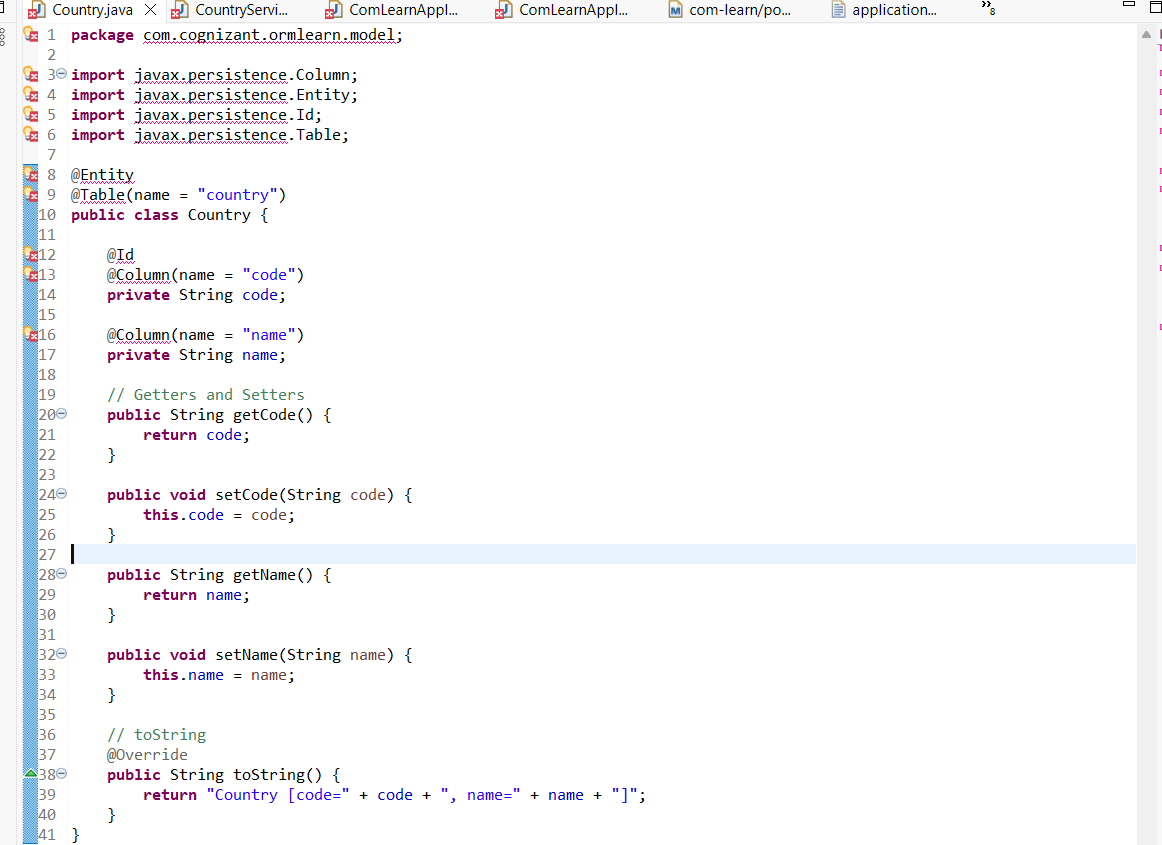 Country.java CountryServi... ComLearnAppl... ComLearnAppl... com-learn/po... application... »8
1 package com.cognizant.ormlearn.model;
2
3 import javax.persistence.Column;
4 import javax.persistence.Entity;
5 import javax.persistence.Id;
6 import javax.persistence.Table;
7
8 @Entity
9 @Table(name = "country")
10 public class Country {
11
12     @Id
13     @Column(name = "code")
14     private String code;
15
16     @Column(name = "name")
17     private String name;
18
19     // Getters and Setters
20     public String getCode() {
21         return code;
22     }
23
24     public void setCode(String code) {
25         this.code = code;
26     }
27
28     public String getName() {
29         return name;
30     }
31
32     public void setName(String name) {
33         this.name = name;
34     }
35
36     // toString
37     @Override
38     public String toString() {
39         return "Country [code=" + code + ", name=" + name + "]";
40     }
41 }